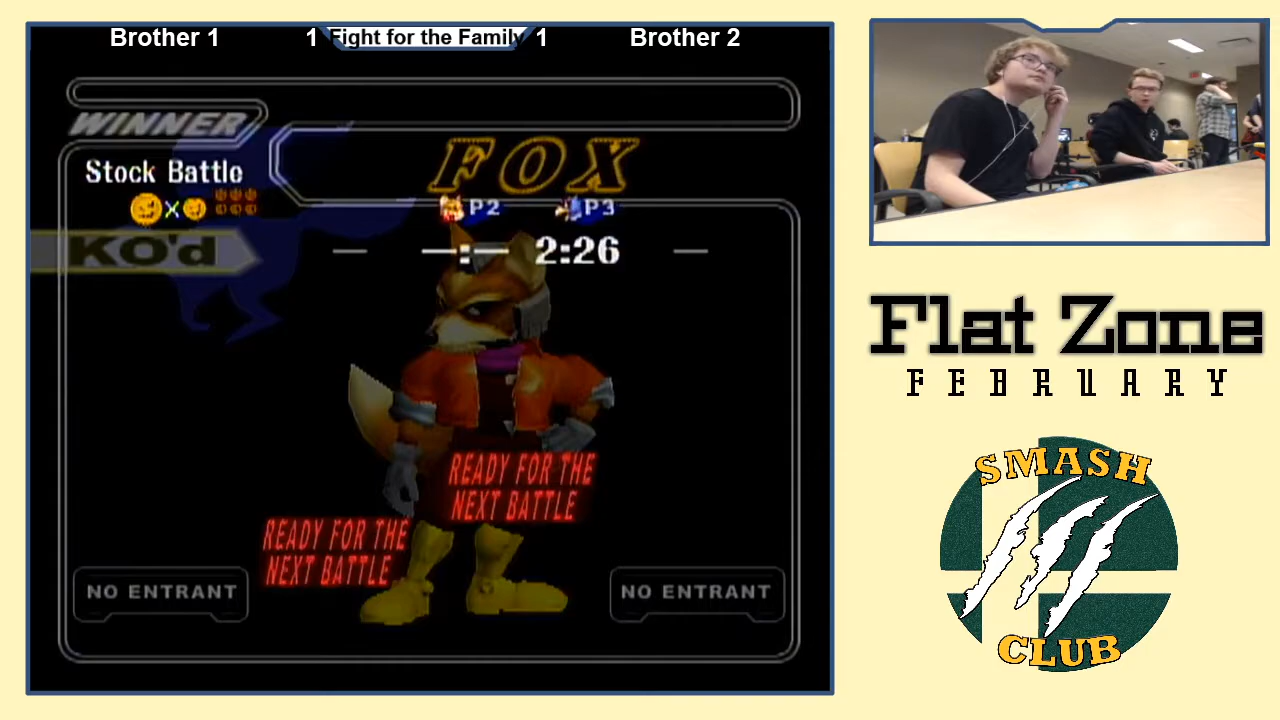 Brother 1 1 Fight for the Family 1 Brother 2
WINNER
Stock Battle
FOX
P2 P3
KO'd
— —:— 2:26 —
READY FOR THE
NEXT BATTLE
READY FOR THE
NEXT BATTLE
NO ENTRANT NO ENTRANT
Flat Zone
FEBRUARY
SMASH
CLUB